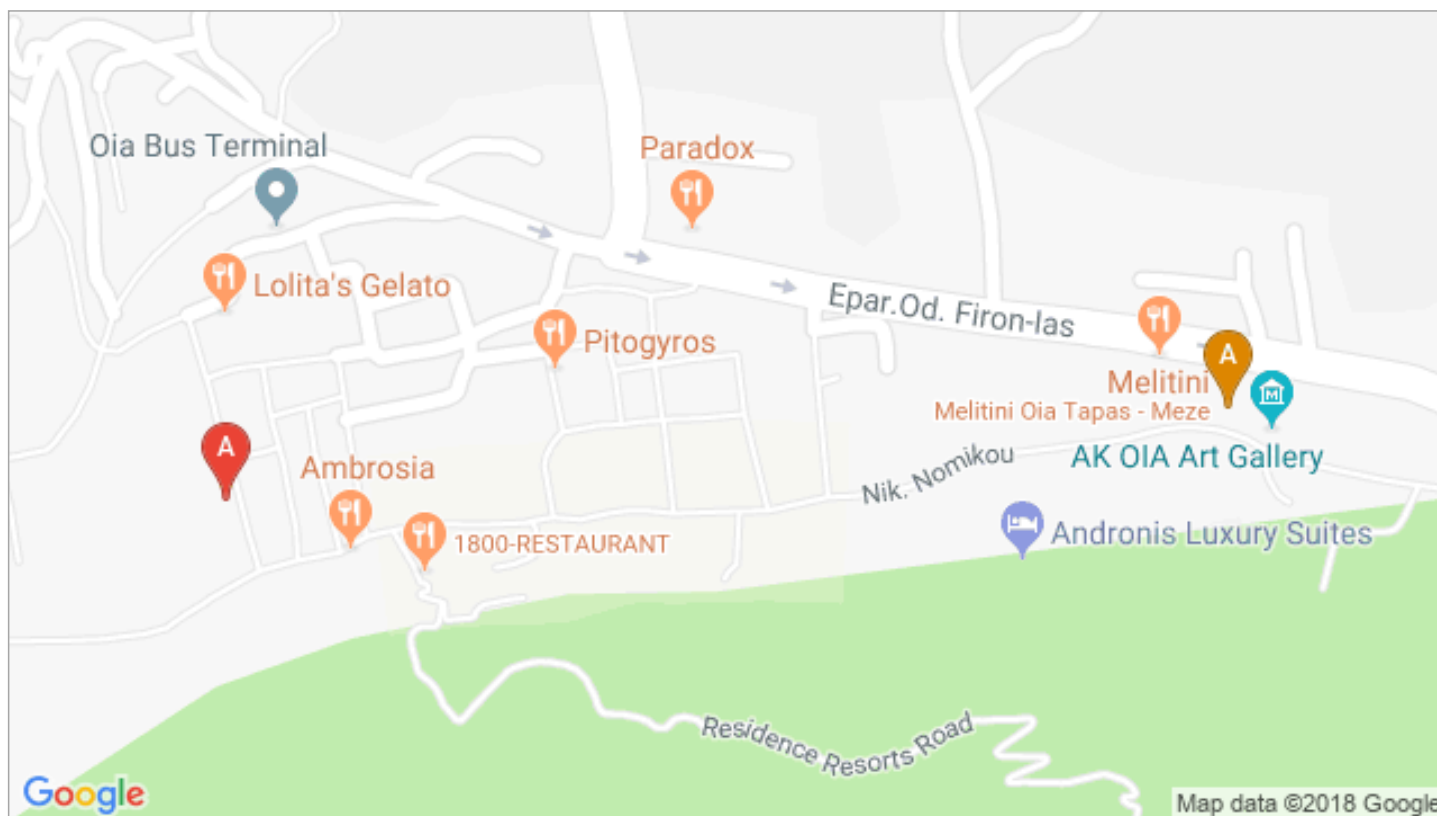 Oia Bus Terminal
Paradox
Lolita's Gelato
Epar.Od. Firon-Ias
Pitogyros
A
Melitini
Melitini Oia Tapas - Meze
A
Ambrosia
Nik. Nomikou
AK OIA Art Gallery
1800-RESTAURANT
Andronis Luxury Suites
Residence Resorts Road
Google
Map data ©2018 Google